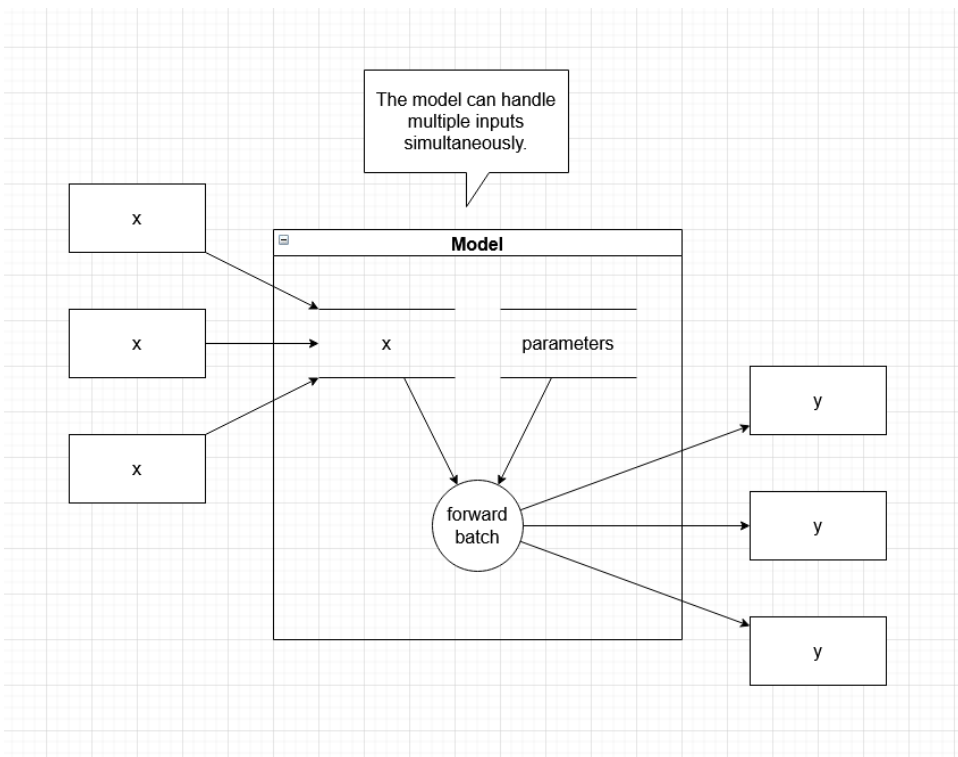 The model can handle
multiple inputs
simultaneously.
x
Model
x
x
parameters
x
y
forward
batch
y
y